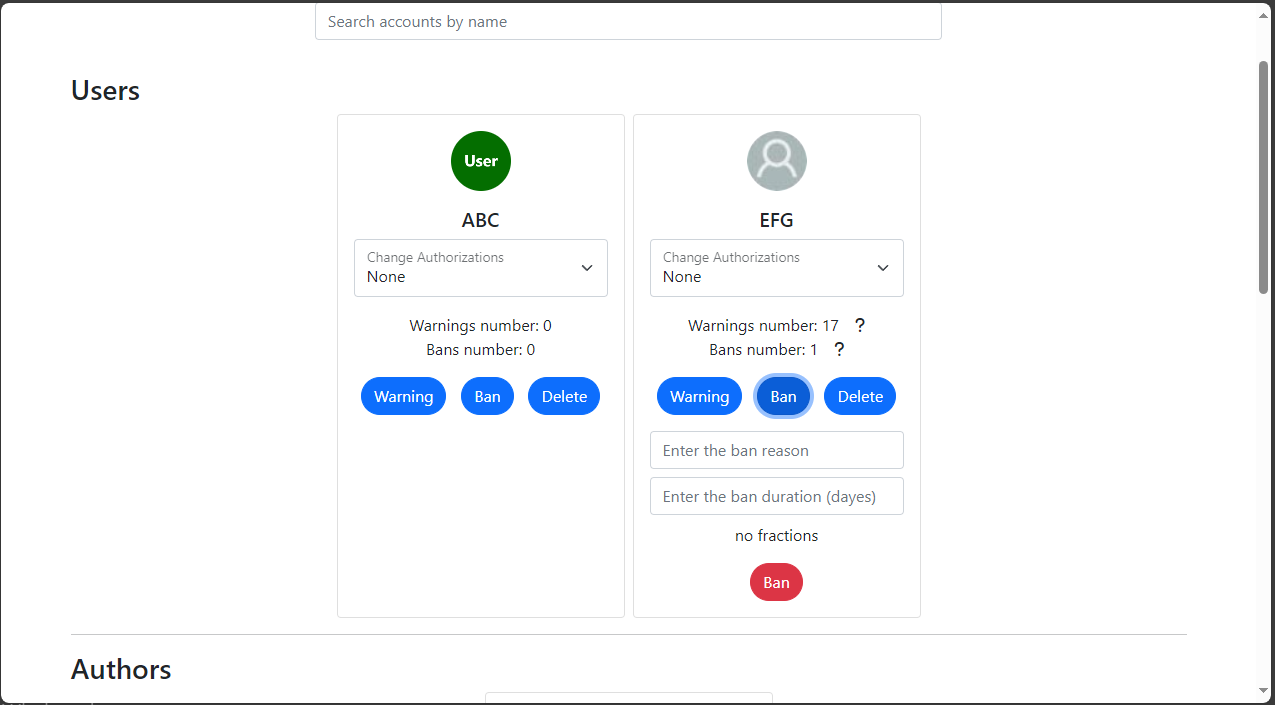 Search accounts by name
Users
User
ABC
Change Authorizations
None
Warnings number: 0
Bans number: 0
Warning Ban Delete
EFG
Change Authorizations
None
Warnings number: 17 ?
Bans number: 1 ?
Warning Ban Delete
Enter the ban reason
Enter the ban duration (dayes)
no fractions
Ban
Authors